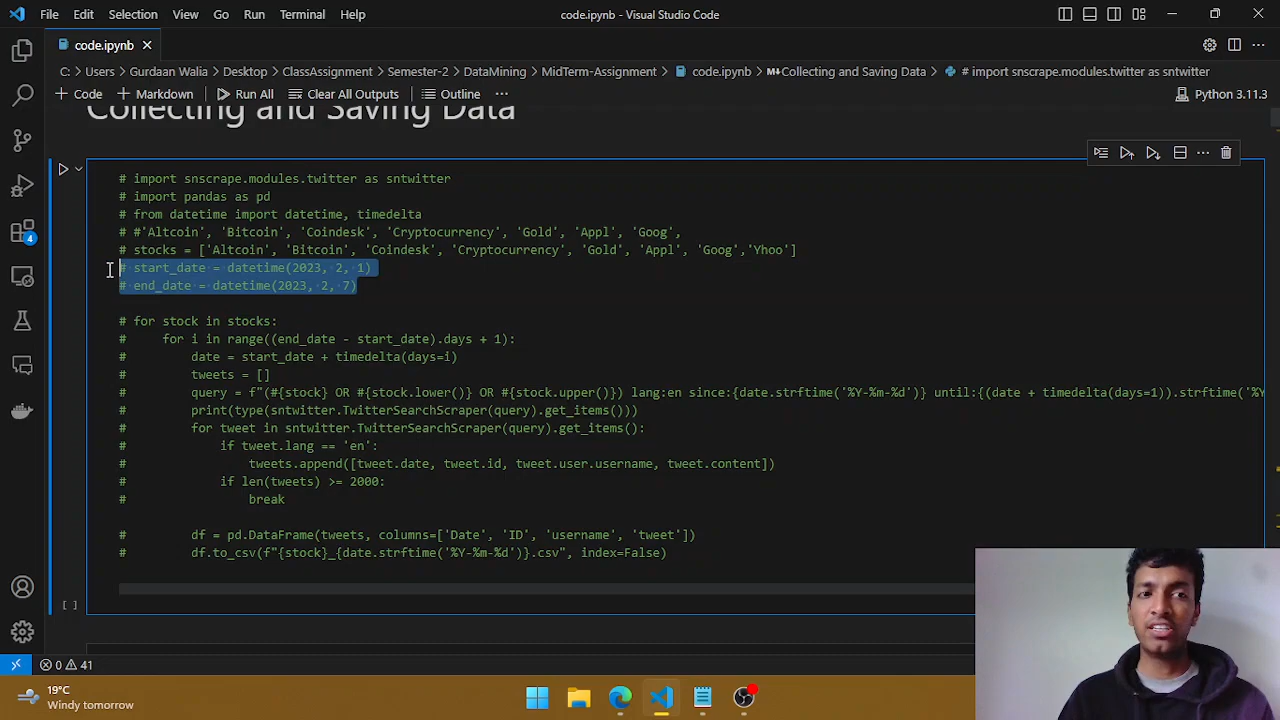 File Edit Selection View Go Run Terminal Help
code.ipynb - Visual Studio Code
code.ipynb
C: > Users > Gurdaan Walia > Desktop > ClassAssignment > Semester-2 > DataMining > MidTerm-Assignment > code.ipynb > M↓Collecting and Saving Data > # import snscrape.modules.twitter as sntwitter
+ Code + Markdown Run All Clear All Outputs Outline ... Python 3.11.3
Collecting and Saving Data
# import snscrape.modules.twitter as sntwitter
# import pandas as pd
# from datetime import datetime, timedelta
# #'Altcoin', 'Bitcoin', 'Coindesk', 'Cryptocurrency', 'Gold', 'Appl', 'Goog',
# stocks = ['Altcoin', 'Bitcoin', 'Coindesk', 'Cryptocurrency', 'Gold', 'Appl', 'Goog','Yhoo']
# start_date = datetime(2023, 2, 1)
# end_date = datetime(2023, 2, 7)
# for stock in stocks:
#     for i in range((end_date - start_date).days + 1):
#         date = start_date + timedelta(days=i)
#         tweets = []
#         query = f"(#{stock} OR #{stock.lower()} OR #{stock.upper()}) lang:en since:{date.strftime('%Y-%m-%d')} until:{(date + timedelta(days=1)).strftime('%Y
#         print(type(sntwitter.TwitterSearchScraper(query).get_items()))
#         for tweet in sntwitter.TwitterSearchScraper(query).get_items():
#             if tweet.lang == 'en':
#                 tweets.append([tweet.date, tweet.id, tweet.user.username, tweet.content])
#             if len(tweets) >= 2000:
#                 break
#         df = pd.DataFrame(tweets, columns=['Date', 'ID', 'username', 'tweet'])
#         df.to_csv(f"{stock}_{date.strftime('%Y-%m-%d')}.csv", index=False)
[ ]
4
0 41
19°C
Windy tomorrow